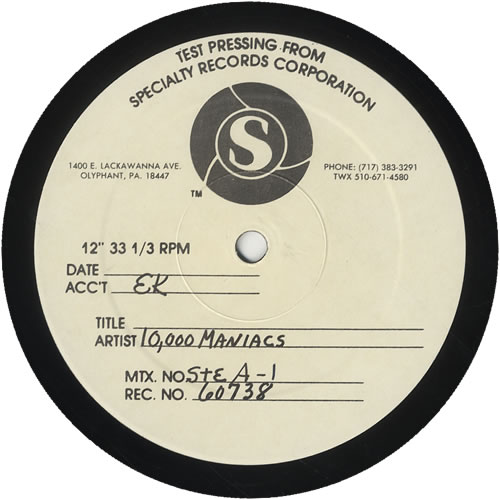 TEST PRESSING FROM
SPECIALTY RECORDS CORPORATION
S
1400 E. LACKAWANNA AVE.
OLYPHANT, PA. 18447
PHONE: (717) 383-3291
TWX 510-671-4580
TM
12" 33 1/3 RPM
DATE
ACC'T EK
TITLE
ARTIST 10,000 MANIACS
MTX. NO. S+E A-1
REC. NO. 60738